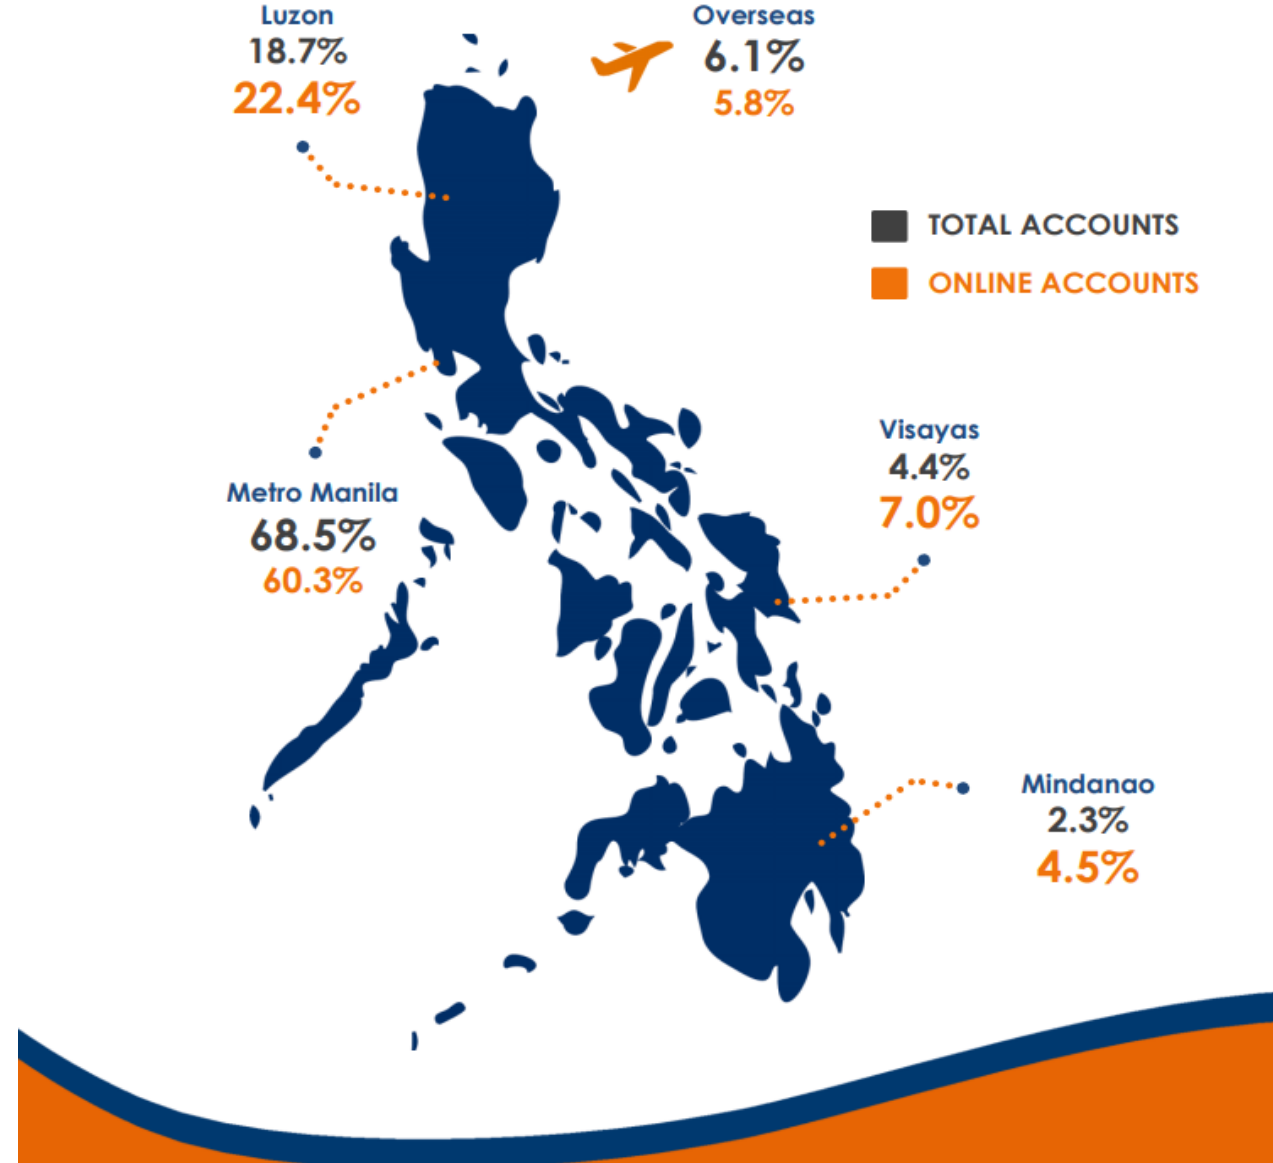 Luzon
18.7%
22.4%
Overseas
6.1%
5.8%
TOTAL ACCOUNTS
ONLINE ACCOUNTS
Visayas
4.4%
7.0%
Metro Manila
68.5%
60.3%
Mindanao
2.3%
4.5%